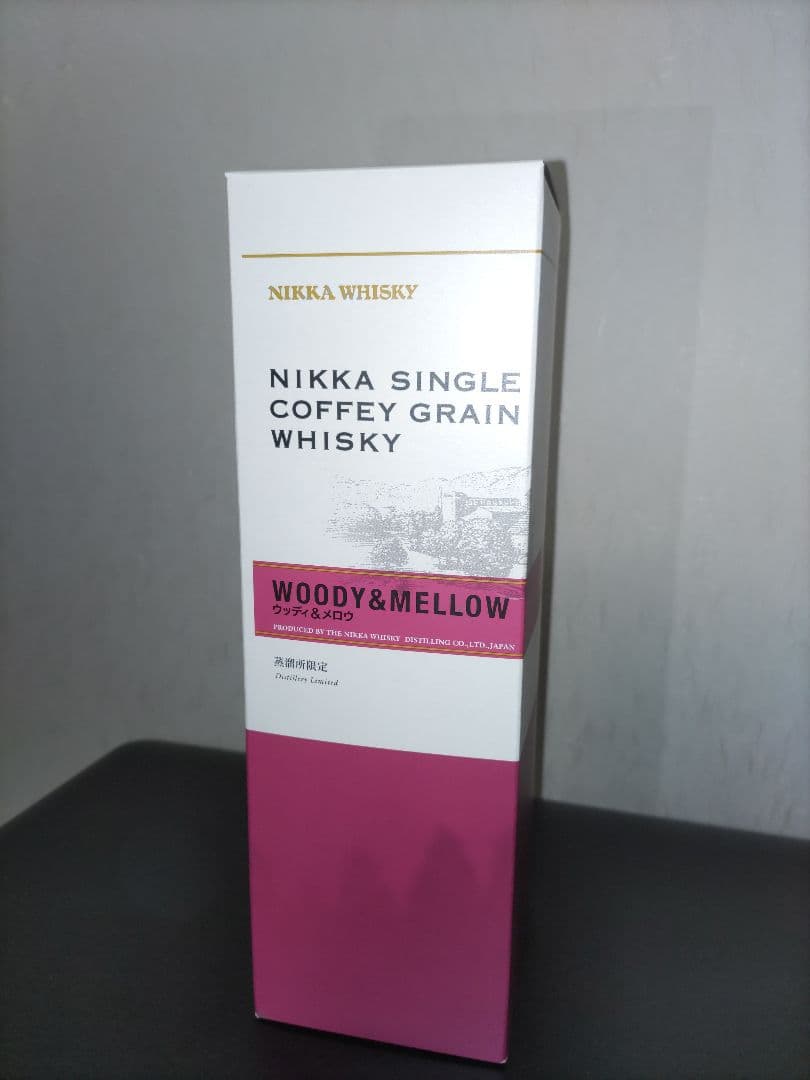 NIKKA WHISKY
NIKKA SINGLE
COFFEY GRAIN
WHISKY
WOODY&MELLOW
ウッディ&メロウ
PRODUCED BY THE NIKKA WHISKY DISTILLING CO.,LTD.,JAPAN
蒸溜所限定
Distillery Limited